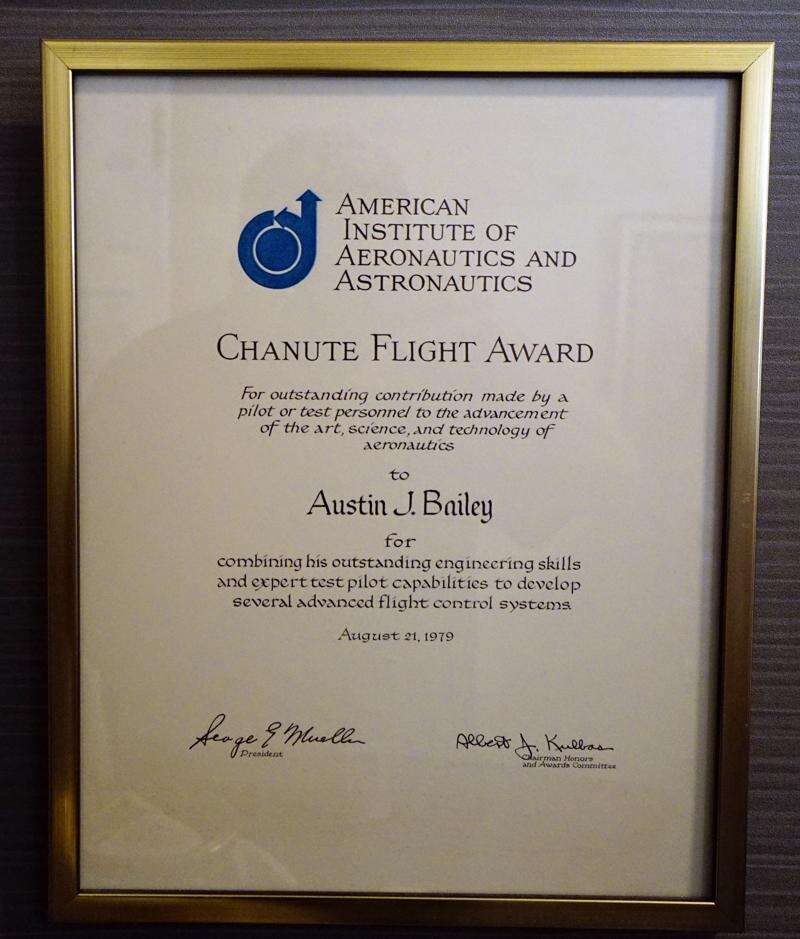 AMERICAN
INSTITUTE OF
AERONAUTICS AND
ASTRONAUTICS
CHANUTE FLIGHT AWARD
For outstanding contribution made by a
pilot or test personnel to the advancement
of the art, science, and technology of
aeronautics
to
Austin J. Bailey
for
combining his outstanding engineering skills
and expert test pilot capabilities to develop
several advanced flight control systems
August 21, 1979
George E Mueller
President
Albert J.
Chairman Honors
and Awards Committee